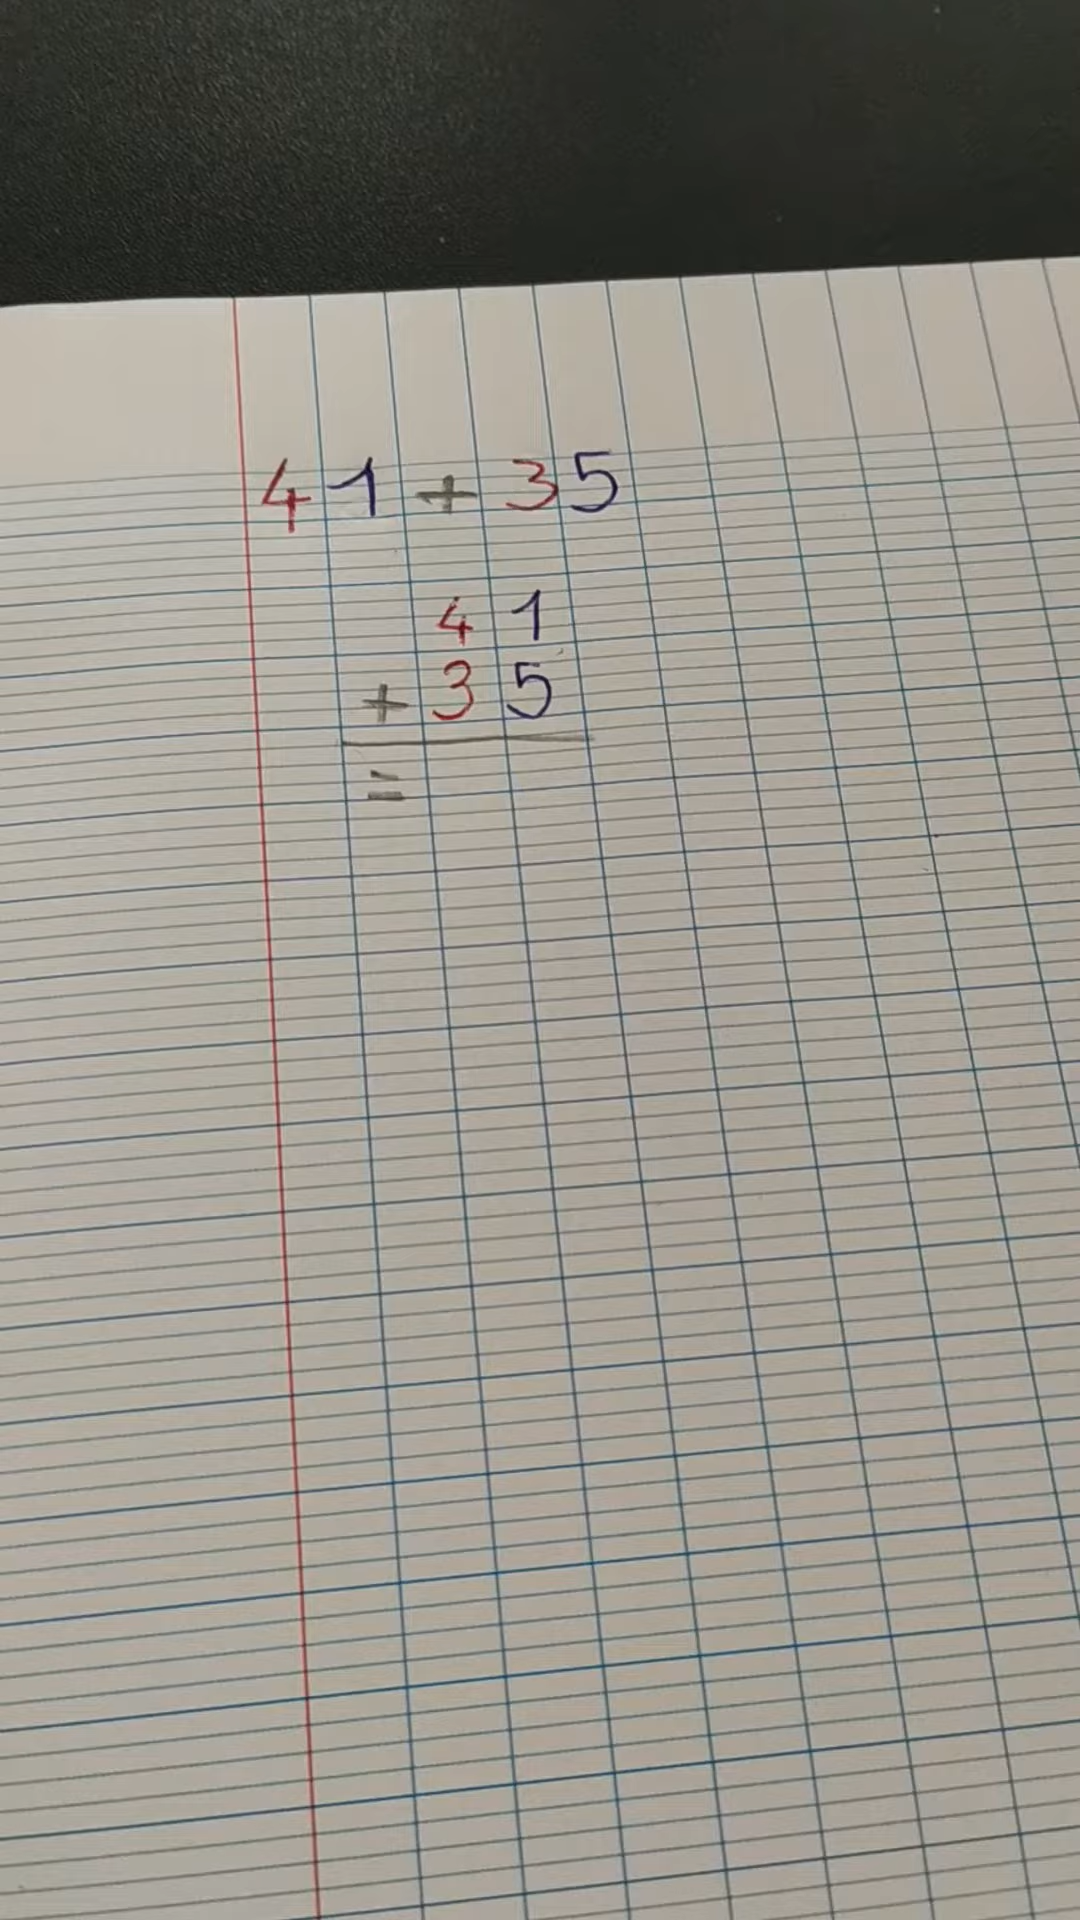 41 + 35
41
+ 35
=